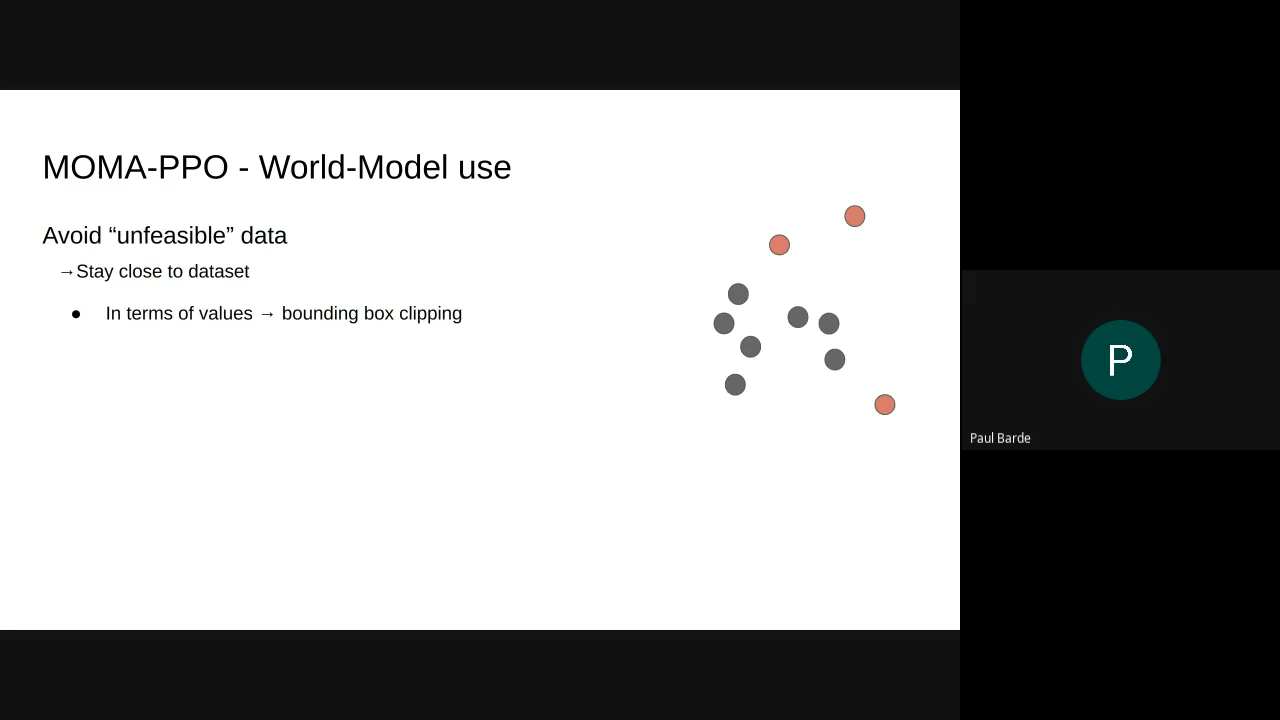 MOMA-PPO - World-Model use
Avoid “unfeasible” data
→Stay close to dataset
● In terms of values → bounding box clipping
P
Paul Barde